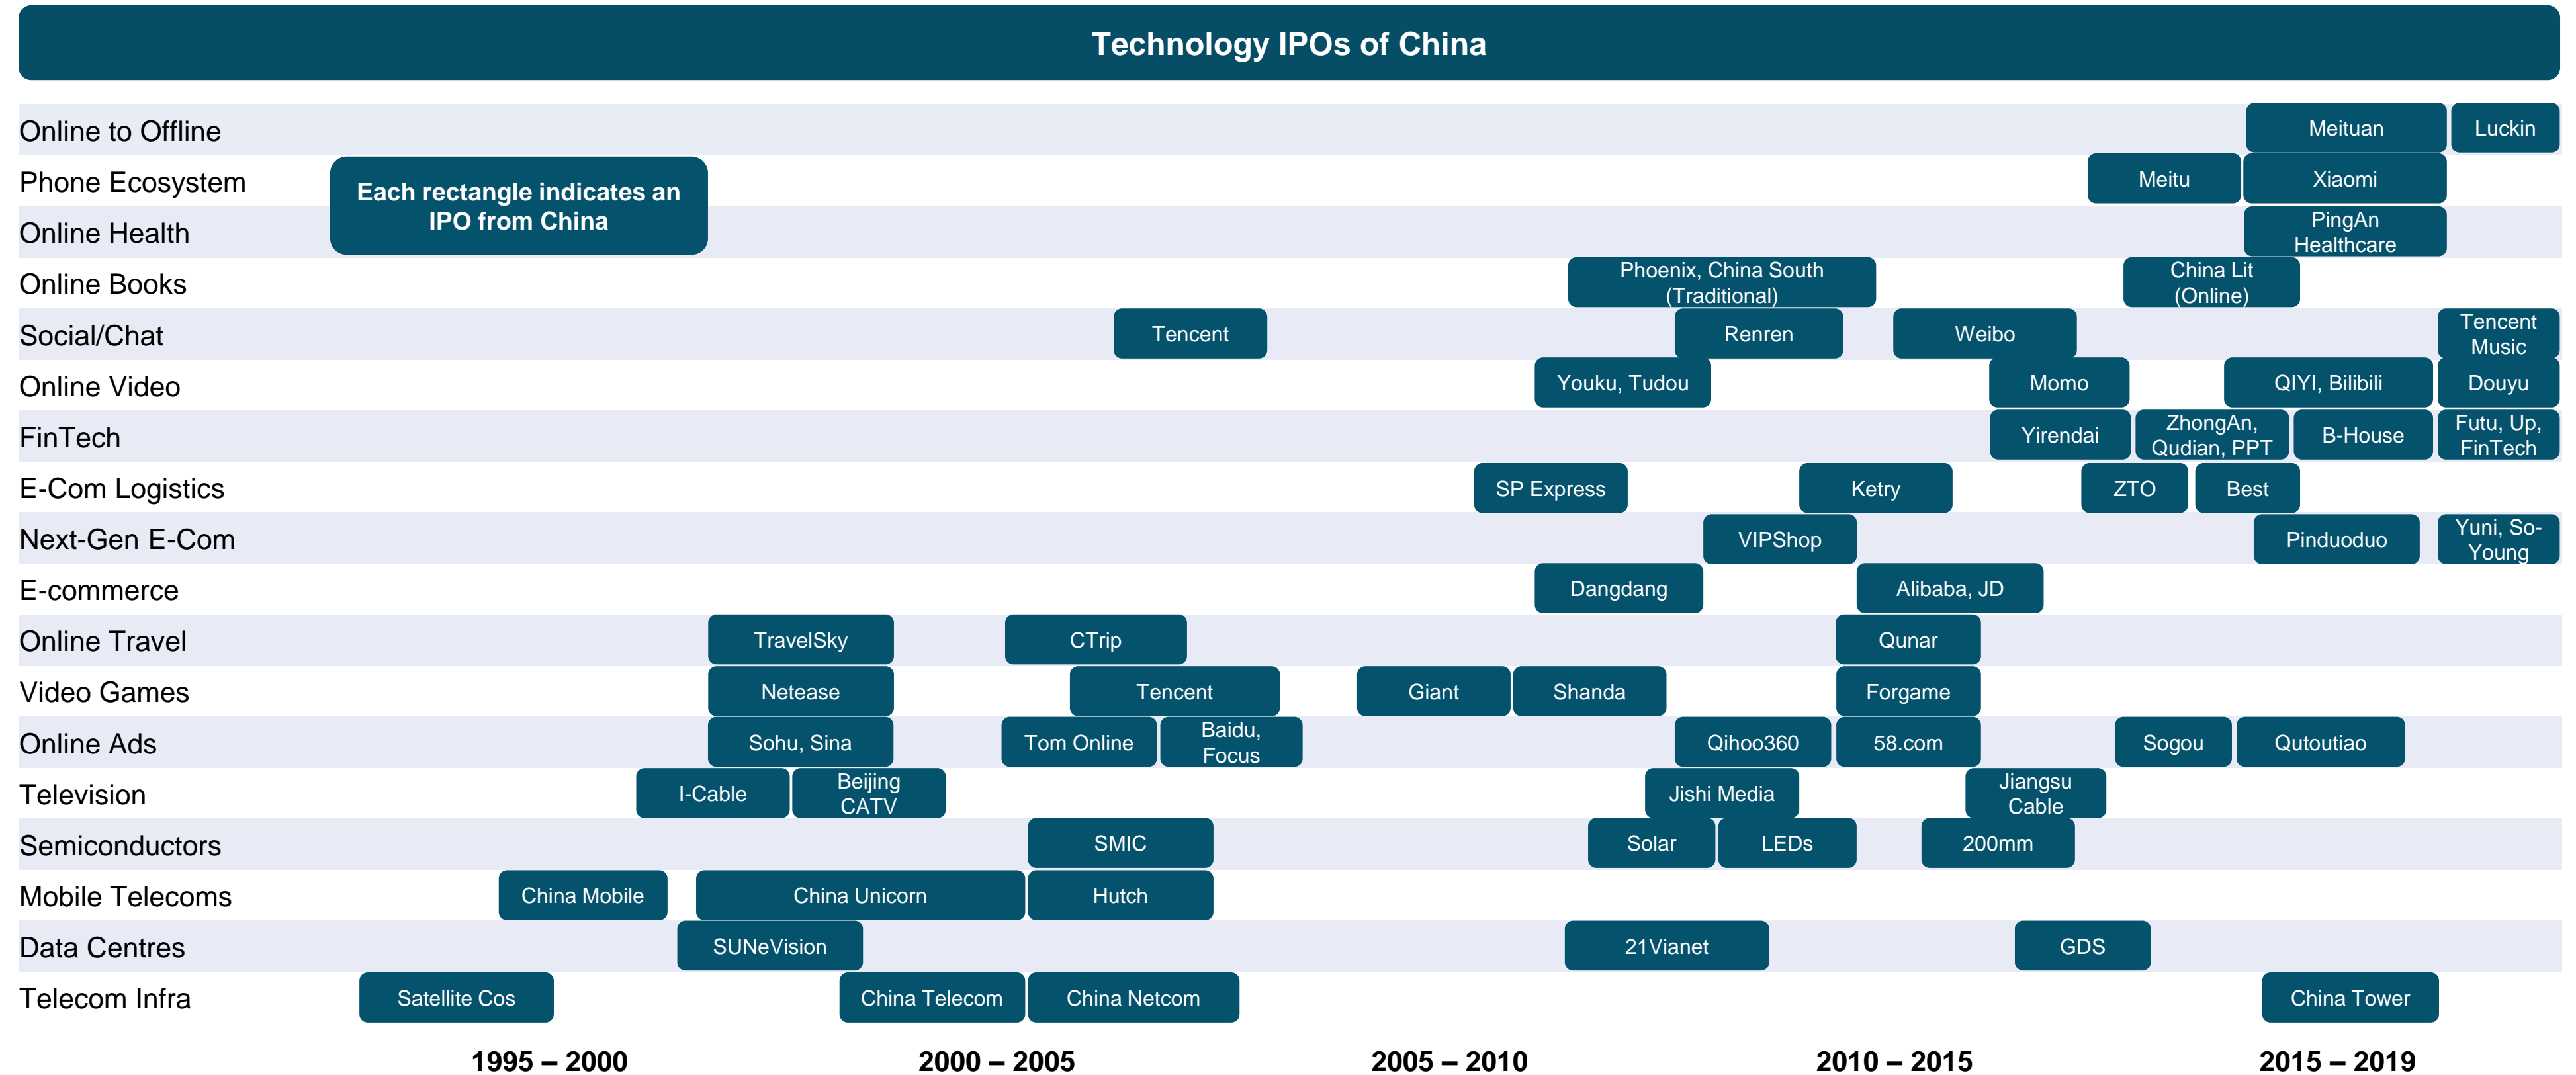 Technology IPOs of China
Online to Offline
Meituan
Luckin
Phone Ecosystem
Each rectangle indicates an
IPO from China
Meitu
Xiaomi
Online Health
PingAn
Healthcare
Online Books
Phoenix, China South
(Traditional)
China Lit
(Online)
Social/Chat
Tencent
Renren
Weibo
Tencent
Music
Online Video
Youku, Tudou
Momo
QIYI, Bilibili
Douyu
FinTech
Yirendai
ZhongAn,
Qudian, PPT
B-House
Futu, Up,
FinTech
E-Com Logistics
SP Express
Ketry
ZTO
Best
Next-Gen E-Com
VIPShop
Pinduoduo
Yuni, So-
Young
E-commerce
Dangdang
Alibaba, JD
Online Travel
TravelSky
CTrip
Qunar
Video Games
Netease
Tencent
Giant
Shanda
Forgame
Online Ads
Sohu, Sina
Tom Online
Baidu,
Focus
Qihoo360
58.com
Sogou
Qutoutiao
Television
I-Cable
Beijing
CATV
Jishi Media
Jiangsu
Cable
Semiconductors
SMIC
Solar
LEDs
200mm
Mobile Telecoms
China Mobile
China Unicorn
Hutch
Data Centres
SUNeVision
21Vianet
GDS
Telecom Infra
Satellite Cos
China Telecom
China Netcom
China Tower
1995 – 2000
2000 – 2005
2005 – 2010
2010 – 2015
2015 – 2019